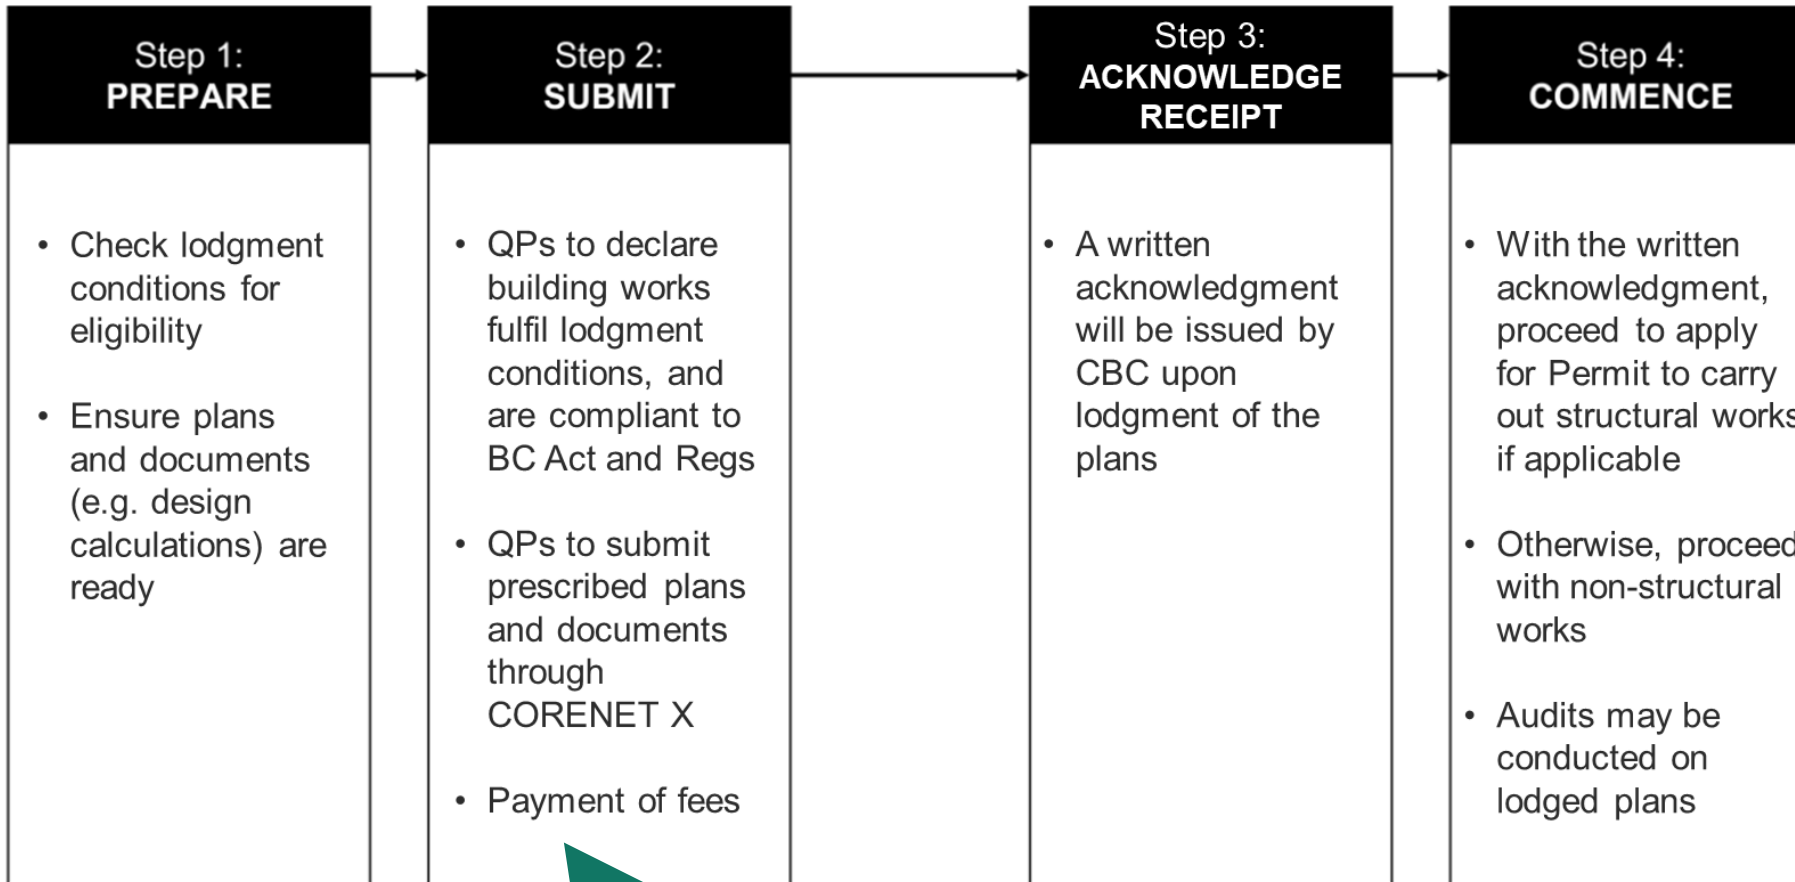 Step 1:
PREPARE
• Check lodgment
conditions for
eligibility
• Ensure plans
and documents
(e.g. design
calculations) are
ready
Step 2:
SUBMIT
• QPs to declare
building works
fulfil lodgment
conditions, and
are compliant to
BC Act and Regs
• QPs to submit
prescribed plans
and documents
through
CORENET X
• Payment of fees
Step 3:
ACKNOWLEDGE
RECEIPT
• A written
acknowledgment
will be issued by
CBC upon
lodgment of the
plans
Step 4:
COMMENCE
• With the written
acknowledgment,
proceed to apply
for Permit to carry
out structural works
if applicable
• Otherwise, proceed
with non-structural
works
• Audits may be
conducted on
lodged plans